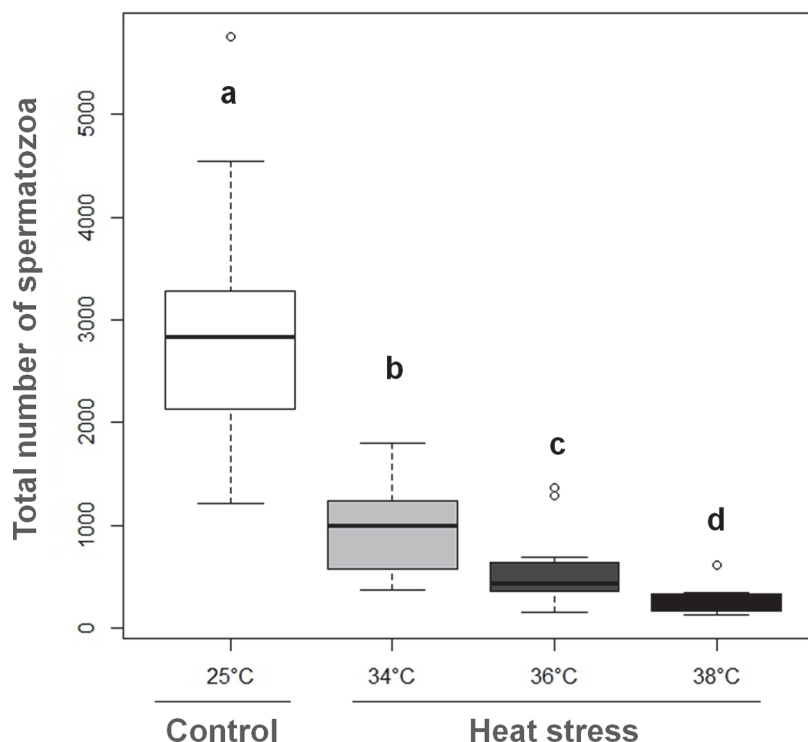 Total number of spermatozoa
5000
4000
3000
2000
1000
0
a
b
c
d
25°C
34°C
36°C
38°C
Control
Heat stress